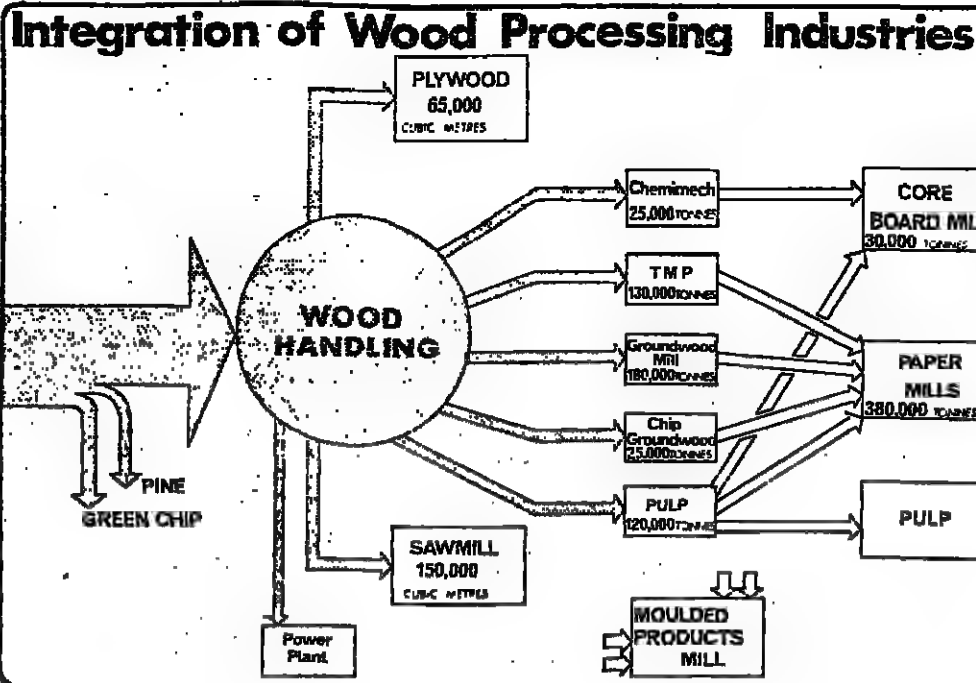 Integration of Wood Processing Industries
PLYWOOD
65,000
CUBIC METRES
WOOD
HANDLING
PINE
GREEN CHIP
SAWMILL
150,000
CUBIC METRES
Power
Plant
Chemimech
25,000 TONNES
TMP
130,000 TONNES
Groundwood
Mill
180,000 TONNES
Chip
Groundwood
25,000 TONNES
PULP
120,000 TONNES
CORE
BOARD MIL
30,000 TONNES
PAPER
MILLS
380,000 TONNES
PULP
MOULDED
PRODUCTS
MILL